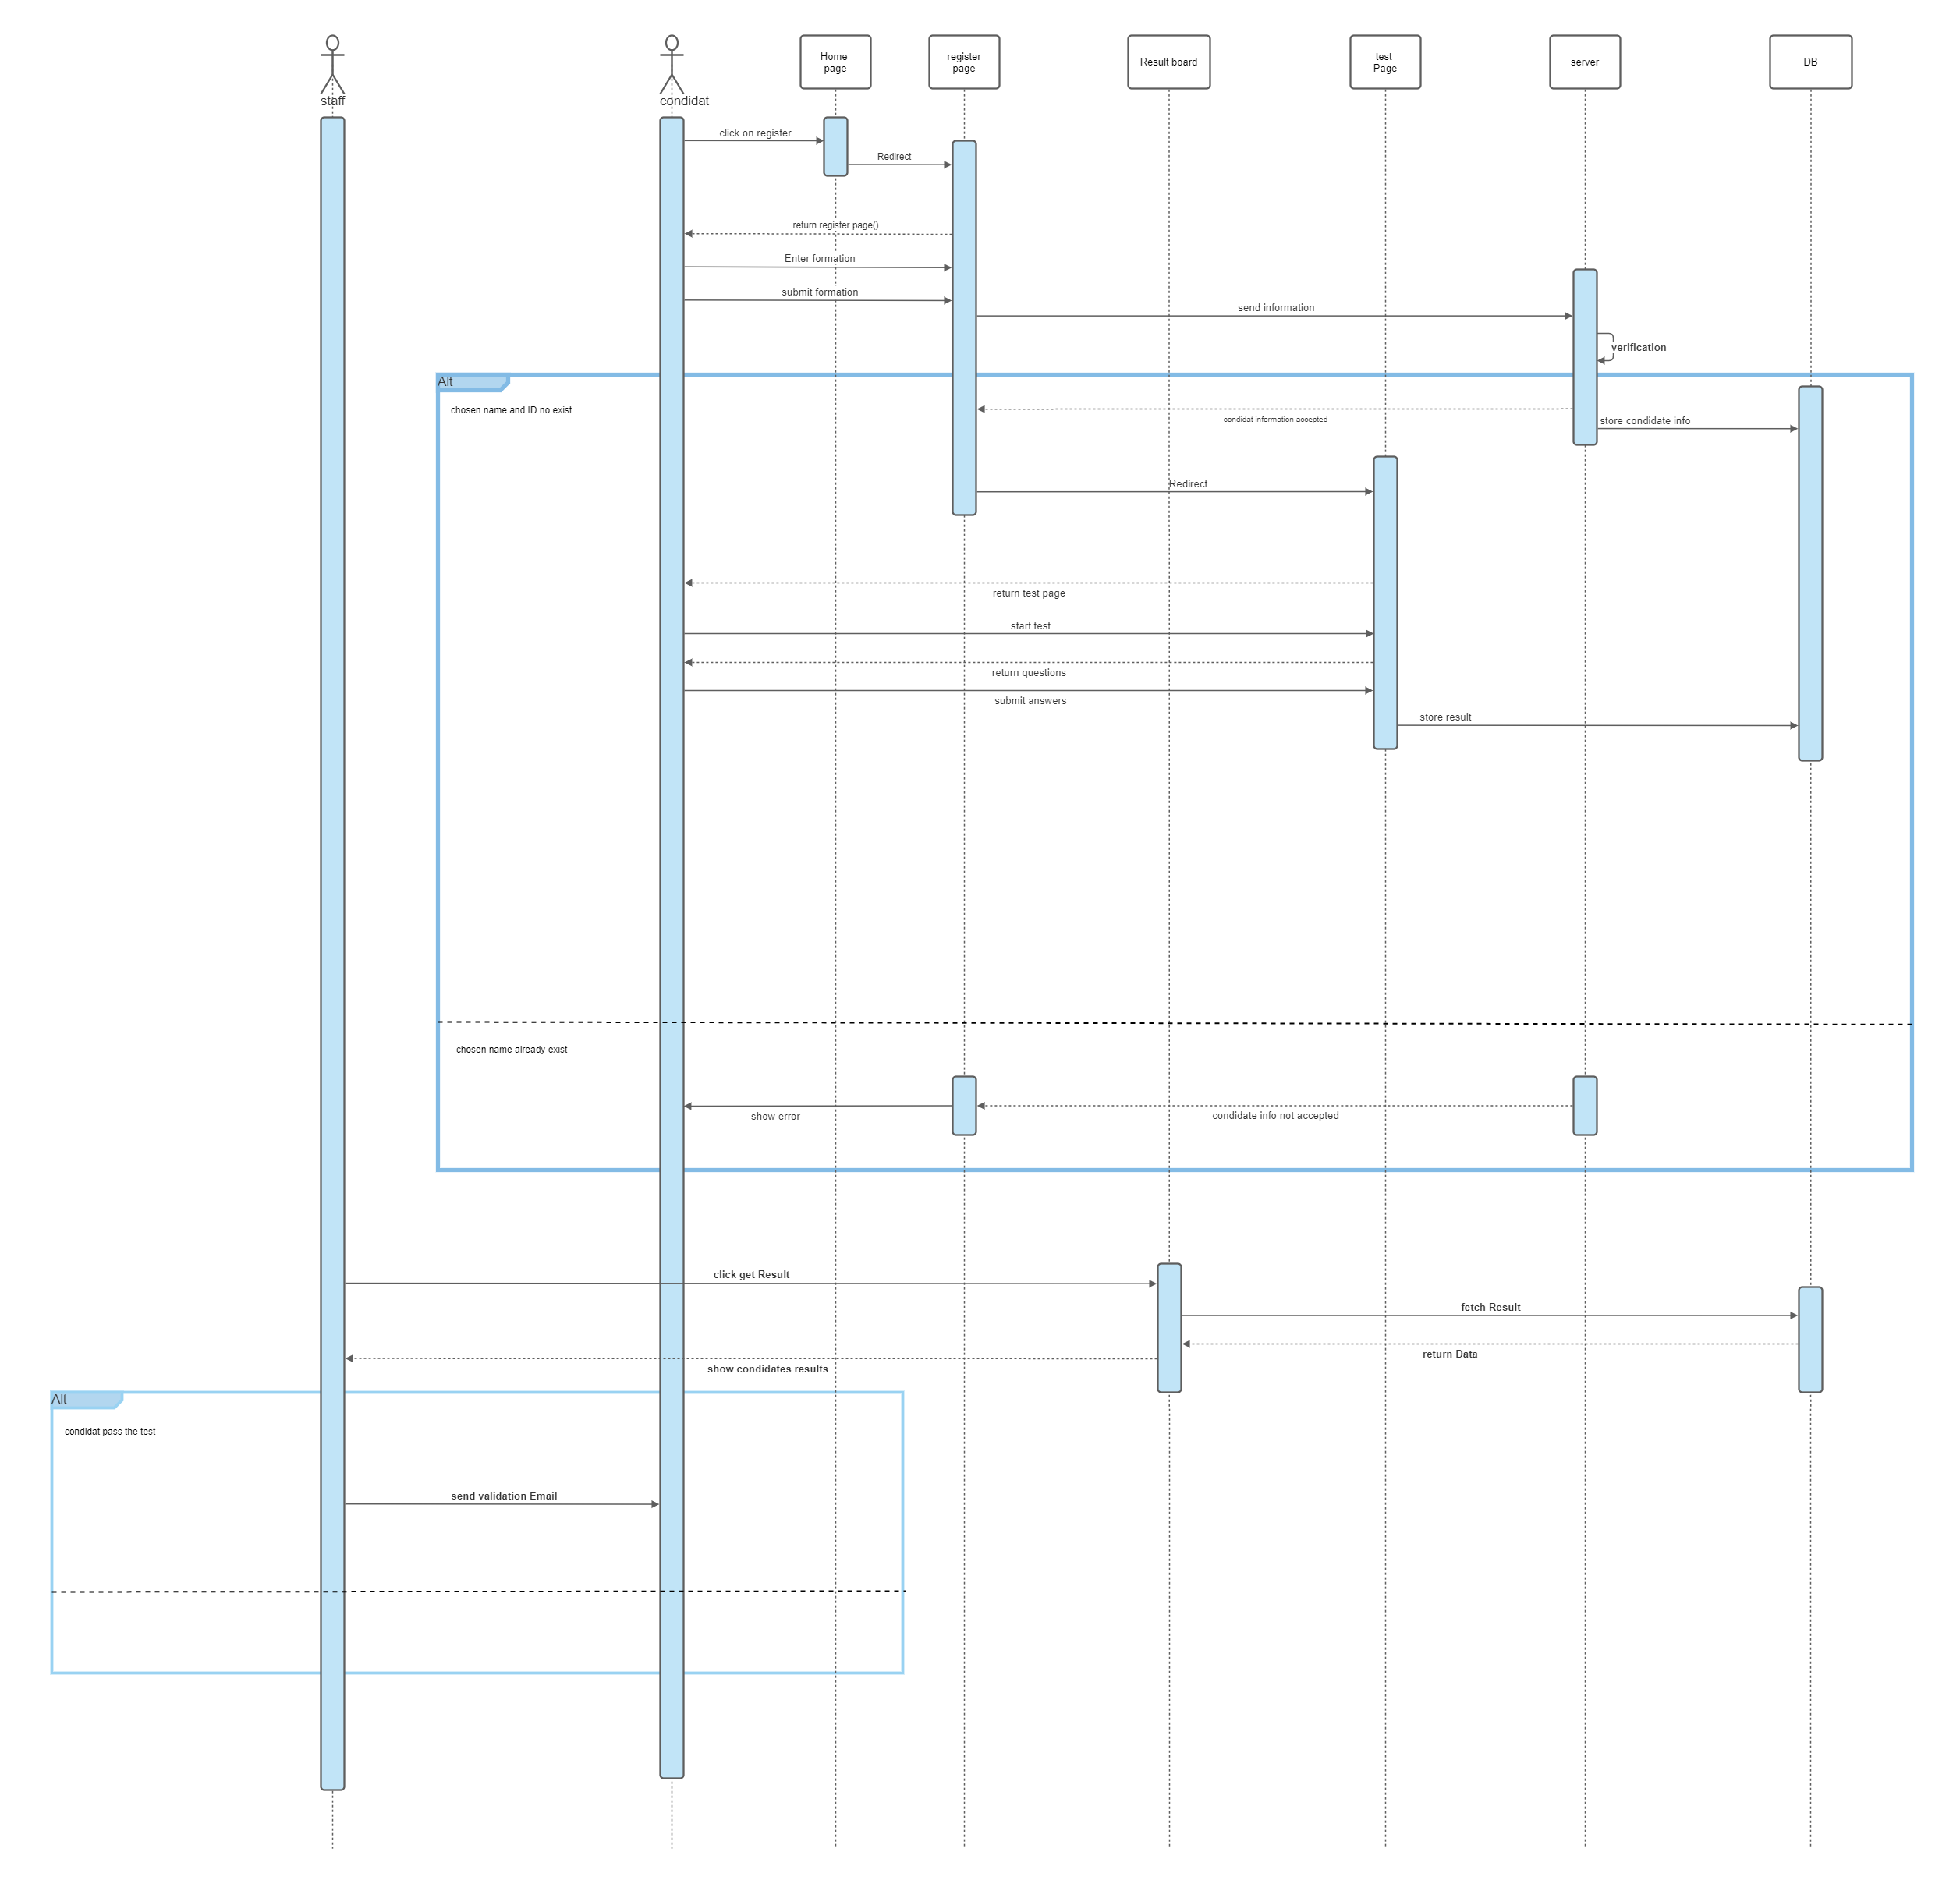 staff
condidat
Home
page
register
page
Result board
test
Page
server
DB
click on register
Redirect
return register page()
Enter formation
submit formation
send information
verification
Alt
chosen name and ID no exist
condidat information accepted
store condidate info
Redirect
return test page
start test
return questions
submit answers
store result
chosen name already exist
show error
condidate info not accepted
click get Result
fetch Result
return Data
show condidates results
Alt
condidat pass the test
send validation Email